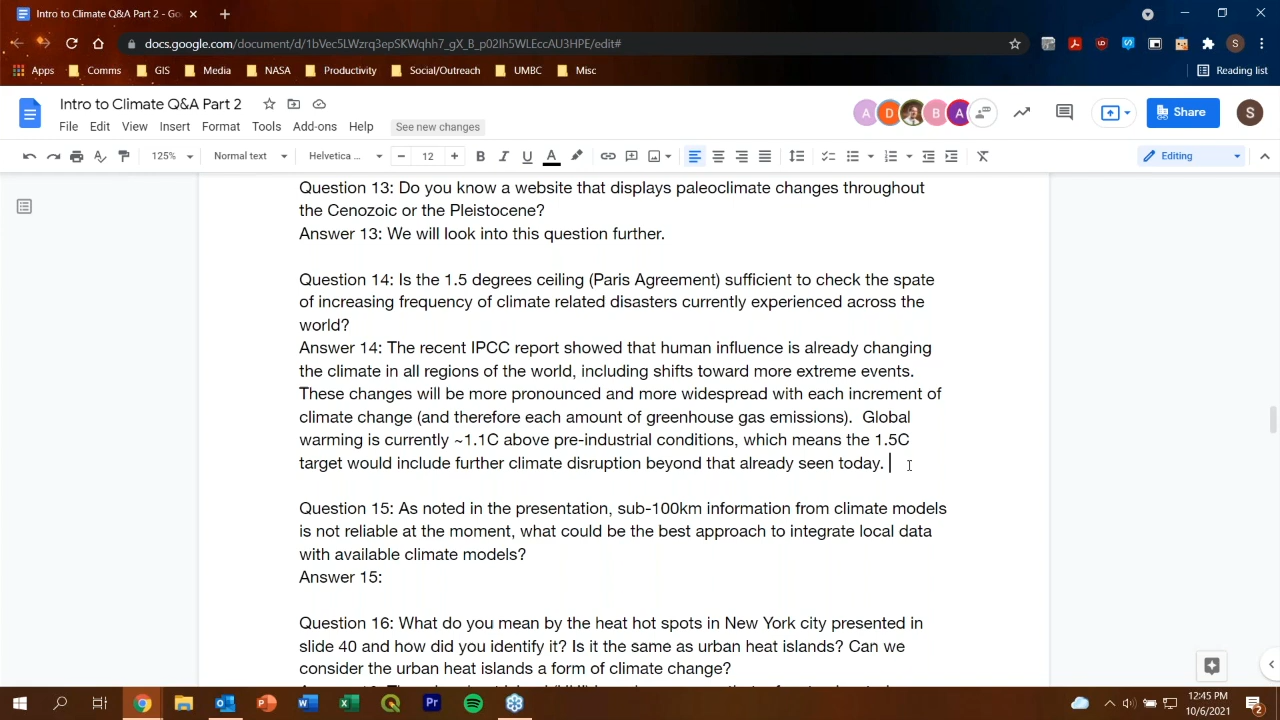 Intro to Climate Q&A Part 2 - Go
docs.google.com/document/d/1bVec5LWzrq3epSKWqhh7_gX_B_p02Ih5WLEccAU3HPE/edit#
S
Apps Comms GIS Media NASA Productivity Social/Outreach UMBC Misc Reading list
Intro to Climate Q&A Part 2
File Edit View Insert Format Tools Add-ons Help See new changes
A D B A Share S
125% Normal text Helvetica ... 12 B I U A Editing
Question 13: Do you know a website that displays paleoclimate changes throughout
the Cenozoic or the Pleistocene?
Answer 13: We will look into this question further.
Question 14: Is the 1.5 degrees ceiling (Paris Agreement) sufficient to check the spate
of increasing frequency of climate related disasters currently experienced across the
world?
Answer 14: The recent IPCC report showed that human influence is already changing
the climate in all regions of the world, including shifts toward more extreme events.
These changes will be more pronounced and more widespread with each increment of
climate change (and therefore each amount of greenhouse gas emissions). Global
warming is currently ~1.1C above pre-industrial conditions, which means the 1.5C
target would include further climate disruption beyond that already seen today.
Question 15: As noted in the presentation, sub-100km information from climate models
is not reliable at the moment, what could be the best approach to integrate local data
with available climate models?
Answer 15:
Question 16: What do you mean by the heat hot spots in New York city presented in
slide 40 and how did you identify it? Is it the same as urban heat islands? Can we
consider the urban heat islands a form of climate change?
12:45 PM
10/6/2021
2